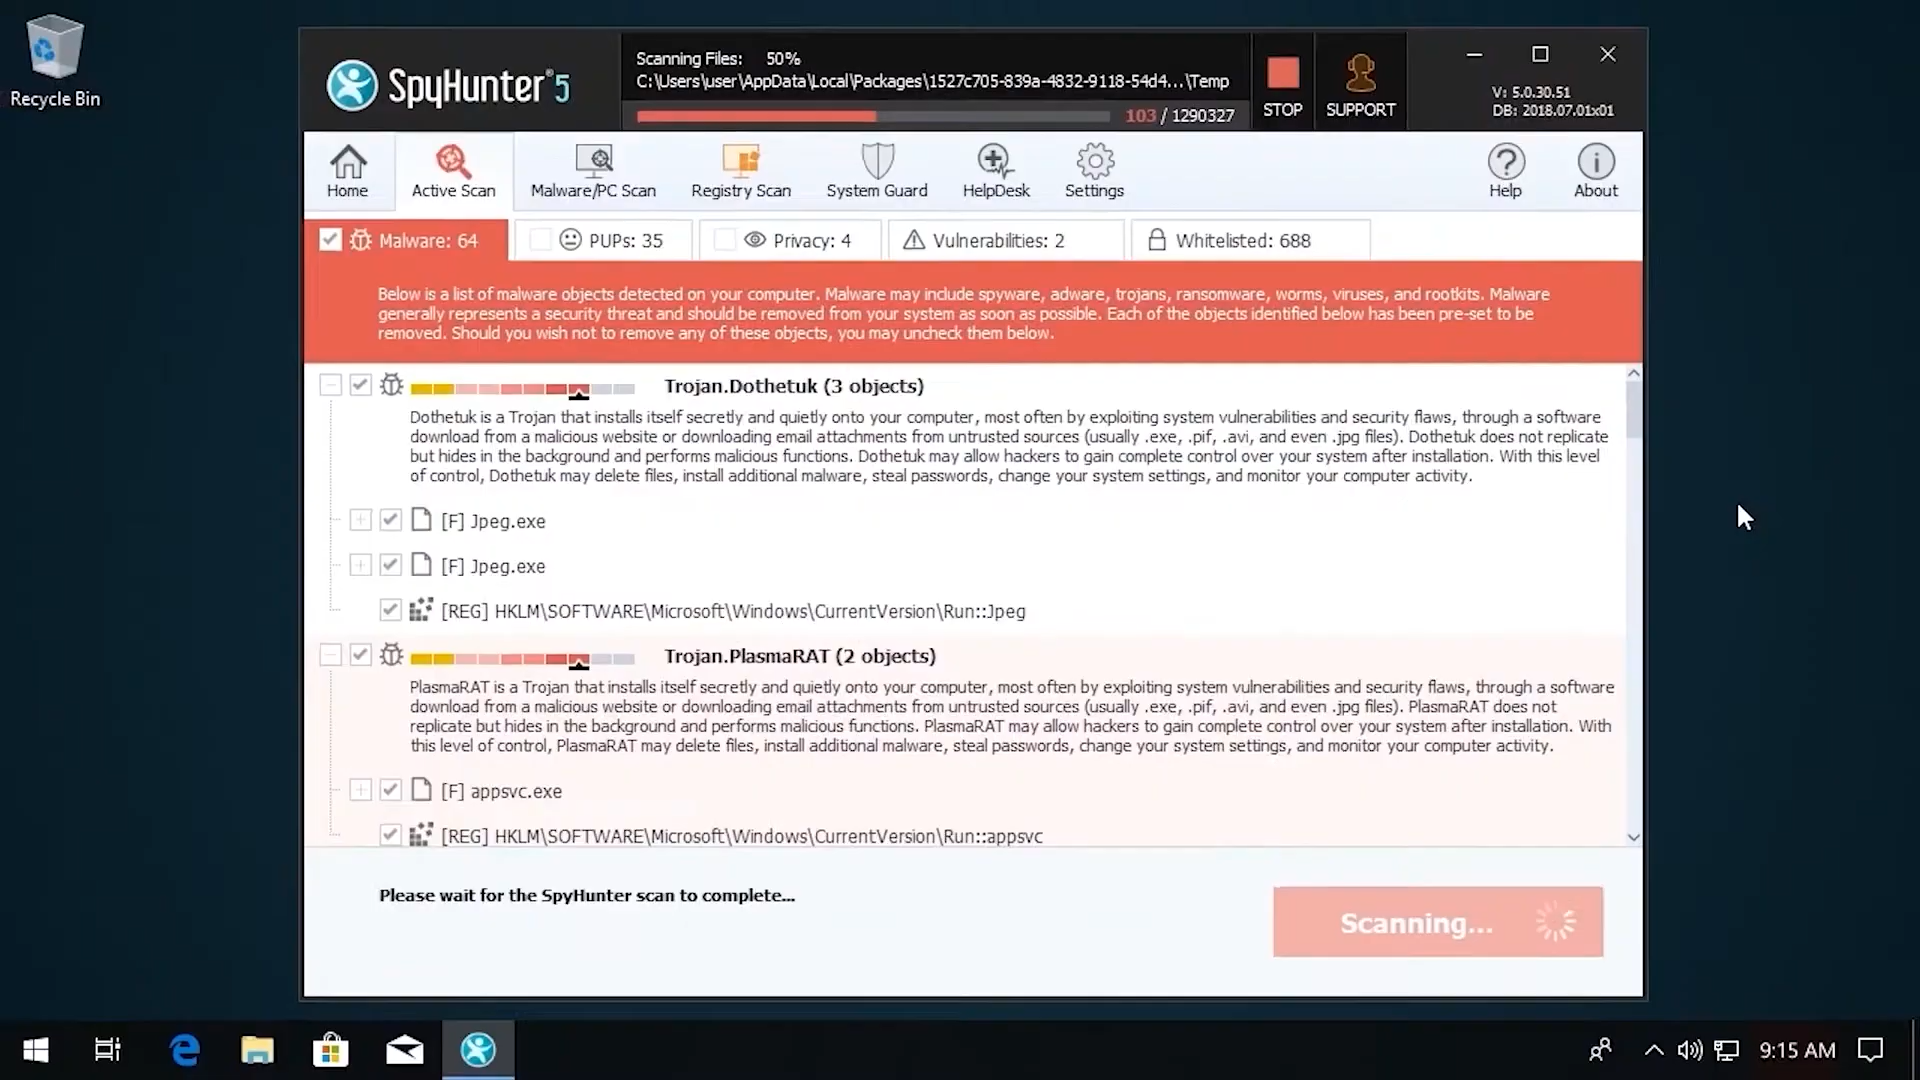 Recycle Bin
SpyHunter®5
Scanning Files: 50%
C:\Users\user\AppData\Local\Packages\1527c705-839a-4832-9118-54d4...\Temp
103 / 1290327
STOP
SUPPORT
V: 5.0.30.51
DB: 2018.07.01x01
Home
Active Scan
Malware/PC Scan
Registry Scan
System Guard
HelpDesk
Settings
Help
About
Malware: 64
PUPs: 35
Privacy: 4
Vulnerabilities: 2
Whitelisted: 688
Below is a list of malware objects detected on your computer. Malware may include spyware, adware, trojans, ransomware, worms, viruses, and rootkits. Malware
generally represents a security threat and should be removed from your system as soon as possible. Each of the objects identified below has been pre-set to be
removed. Should you wish not to remove any of these objects, you may uncheck them below.
Trojan.Dothetuk (3 objects)
Dothetuk is a Trojan that installs itself secretly and quietly onto your computer, most often by exploiting system vulnerabilities and security flaws, through a software
download from a malicious website or downloading email attachments from untrusted sources (usually .exe, .pif, .avi, and even .jpg files). Dothetuk does not replicate
but hides in the background and performs malicious functions. Dothetuk may allow hackers to gain complete control over your system after installation. With this level
of control, Dothetuk may delete files, install additional malware, steal passwords, change your system settings, and monitor your computer activity.
[F] Jpeg.exe
[F] Jpeg.exe
[REG] HKLM\SOFTWARE\Microsoft\Windows\CurrentVersion\Run::Jpeg
Trojan.PlasmaRAT (2 objects)
PlasmaRAT is a Trojan that installs itself secretly and quietly onto your computer, most often by exploiting system vulnerabilities and security flaws, through a software
download from a malicious website or downloading email attachments from untrusted sources (usually .exe, .pif, .avi, and even .jpg files). PlasmaRAT does not
replicate but hides in the background and performs malicious functions. PlasmaRAT may allow hackers to gain complete control over your system after installation. With
this level of control, PlasmaRAT may delete files, install additional malware, steal passwords, change your system settings, and monitor your computer activity.
[F] appsvc.exe
[REG] HKLM\SOFTWARE\Microsoft\Windows\CurrentVersion\Run::appsvc
Please wait for the SpyHunter scan to complete...
Scanning...
9:15 AM